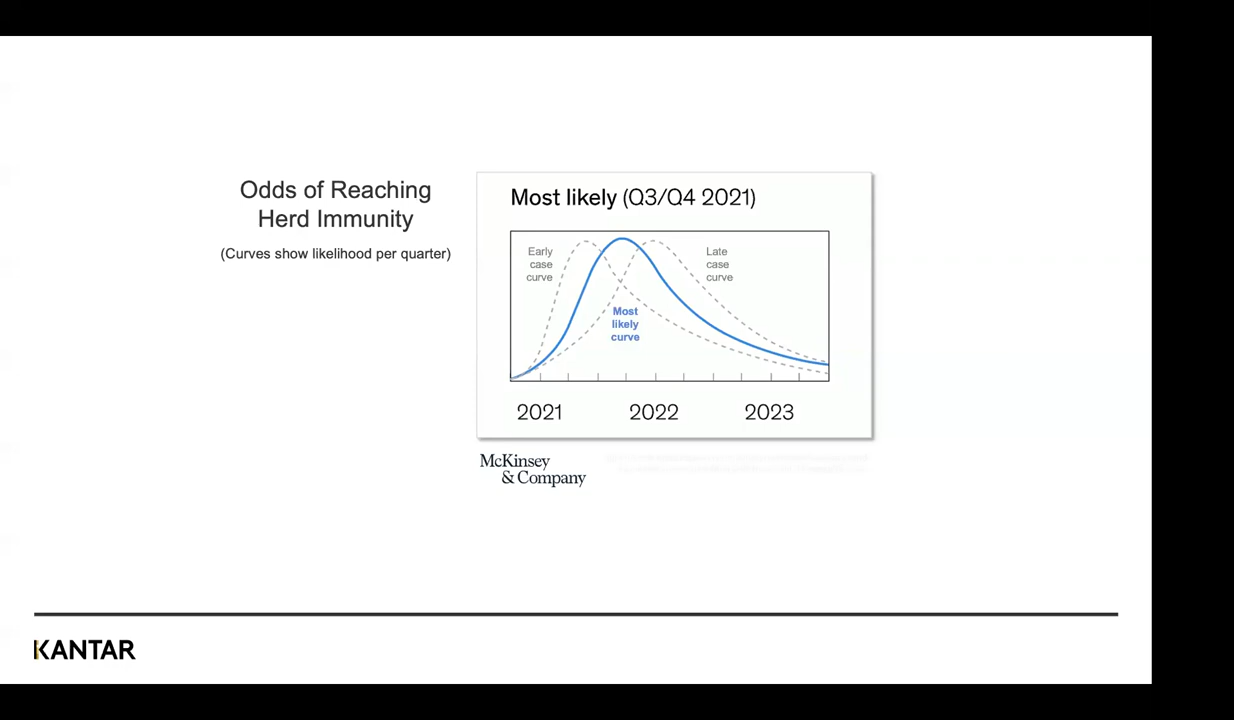 Odds of Reaching
Herd Immunity
(Curves show likelihood per quarter)
Most likely (Q3/Q4 2021)
Early
case
curve
Late
case
curve
Most
likely
curve
2021 2022 2023
McKinsey
& Company
KANTAR